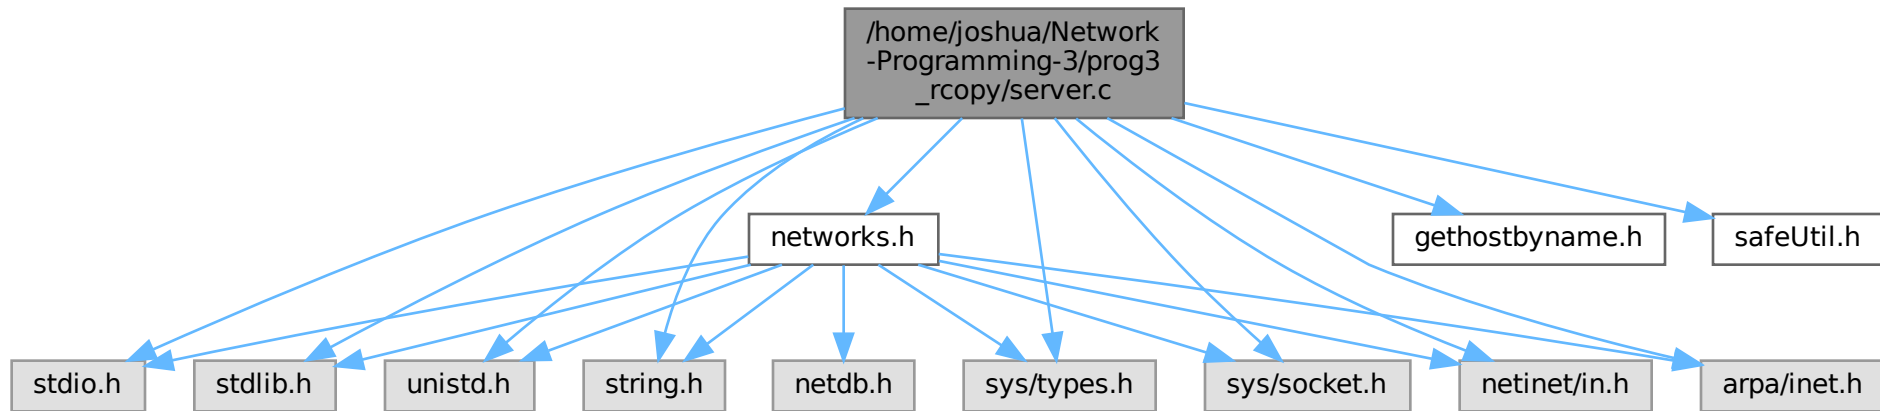 /home/joshua/Network
-Programming-3/prog3
_rcopy/server.c
networks.h
gethostbyname.h
safeUtil.h
stdio.h
stdlib.h
unistd.h
string.h
netdb.h
sys/types.h
sys/socket.h
netinet/in.h
arpa/inet.h